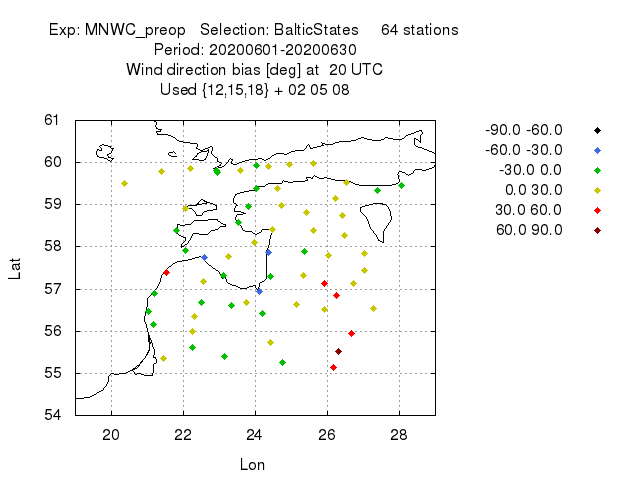 Exp: MNWC_preop   Selection: BalticStates     64 stations
Period: 20200601-20200630
Wind direction bias [deg] at  20 UTC
Used {12,15,18} + 02 05 08
61
60
59
58
57
56
55
54
Lat
20 22 24 26 28
Lon
-90.0 -60.0
-60.0 -30.0
-30.0 0.0
0.0 30.0
30.0 60.0
60.0 90.0